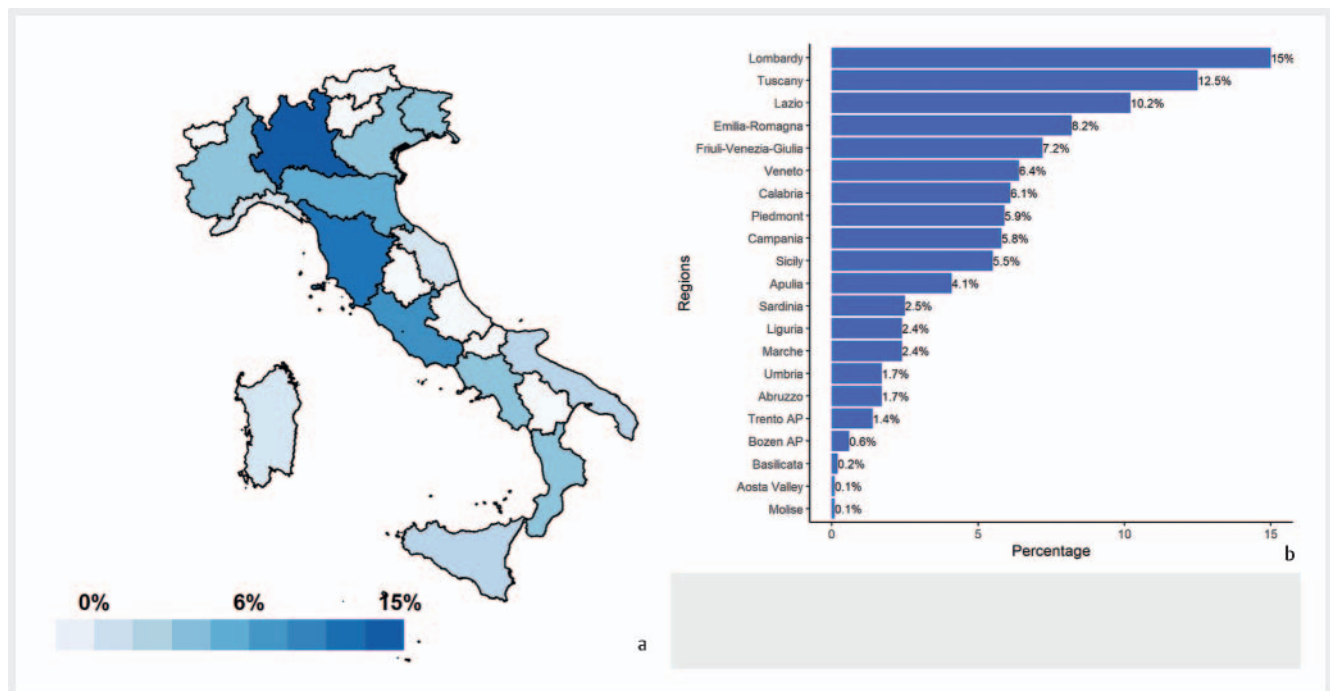 0% 6% 15%
a
Regions
Lombardy 15%
Tuscany 12.5%
Lazio 10.2%
Emilia-Romagna 8.2%
Friuli-Venezia-Giulia 7.2%
Veneto 6.4%
Calabria 6.1%
Piedmont 5.9%
Campania 5.8%
Sicily 5.5%
Apulia 4.1%
Sardinia 2.5%
Liguria 2.4%
Marche 2.4%
Umbria 1.7%
Abruzzo 1.7%
Trento AP 1.4%
Bozen AP 0.6%
Basilicata 0.2%
Aosta Valley 0.1%
Molise 0.1%
0 5 10 15
Percentage
b